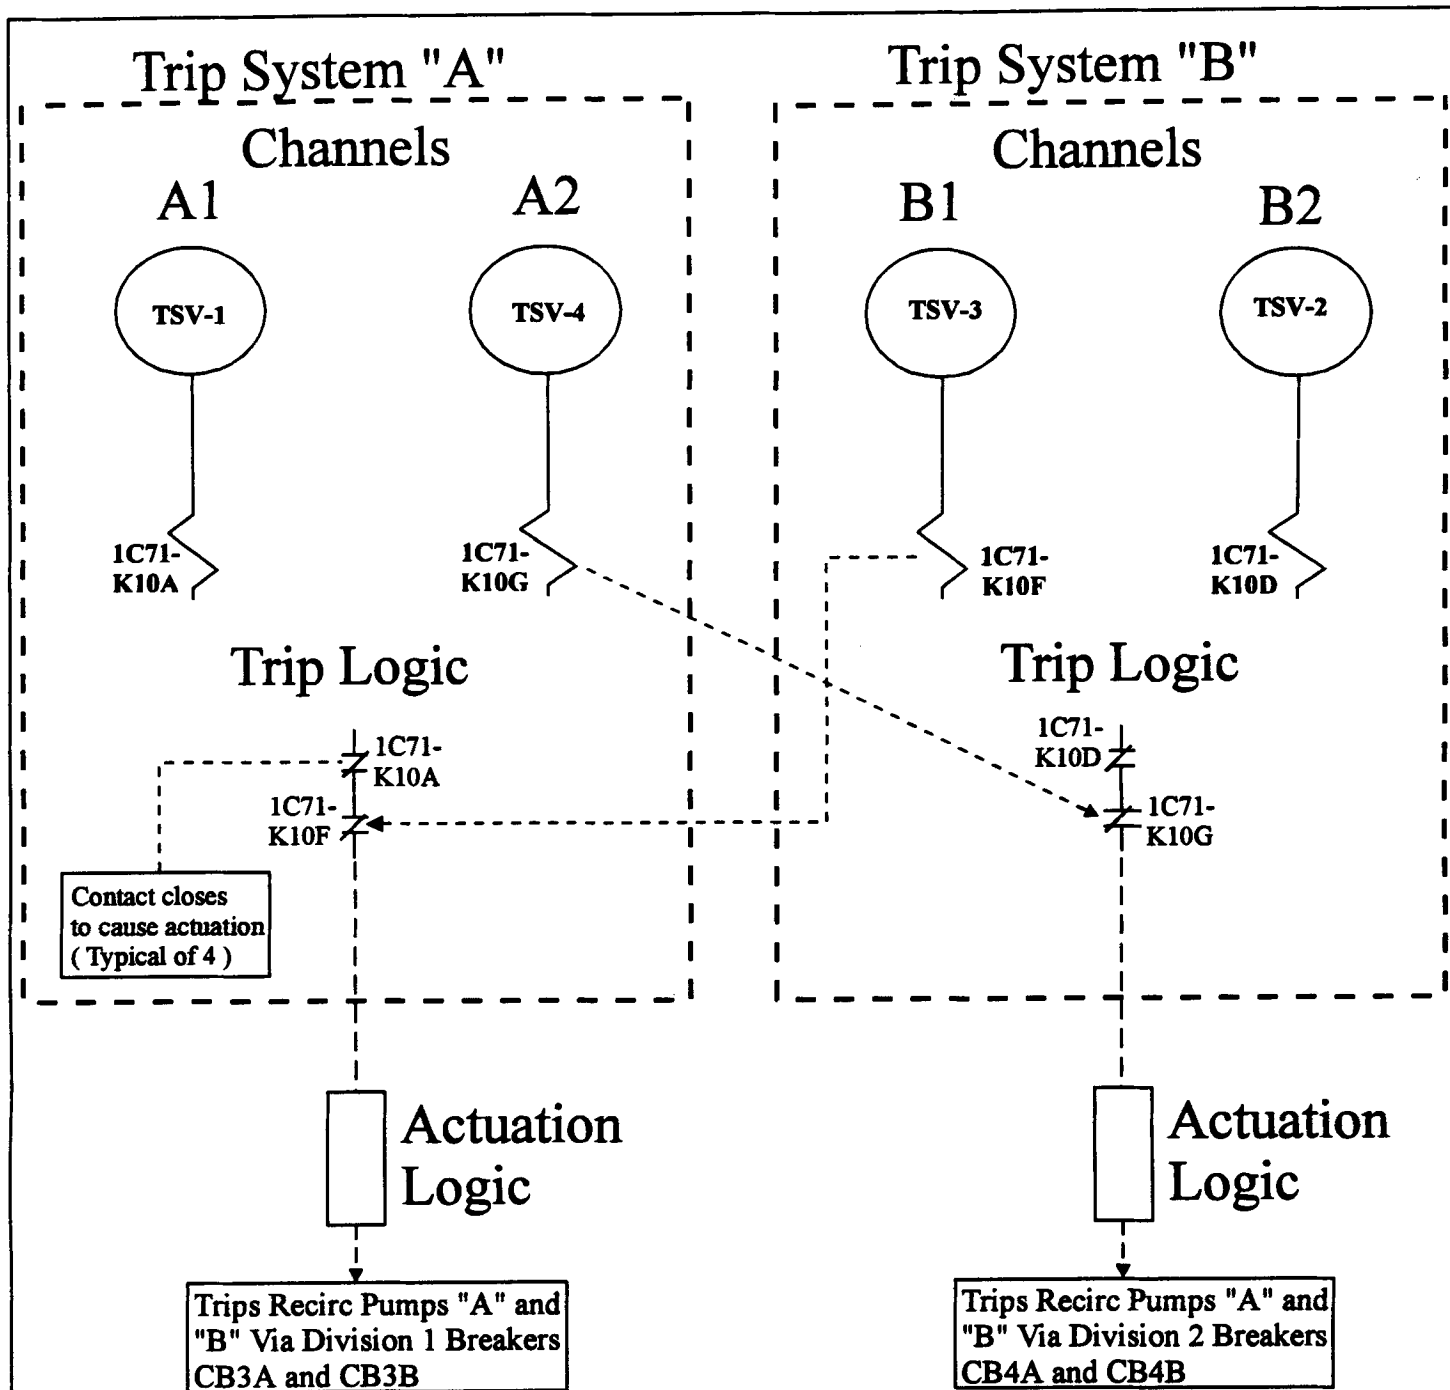 Trip System "A"
Trip System "B"
Channels
Channels
A1
A2
B1
B2
TSV-1
TSV-4
TSV-3
TSV-2
1C71-
K10A
1C71-
K10G
1C71-
K10F
1C71-
K10D
Trip Logic
Trip Logic
1C71-
K10A
1C71-
K10F
1C71-
K10D
1C71-
K10G
Contact closes
to cause actuation
( Typical of 4 )
Actuation
Logic
Actuation
Logic
Trips Recirc Pumps "A" and
"B" Via Division 1 Breakers
CB3A and CB3B
Trips Recirc Pumps "A" and
"B" Via Division 2 Breakers
CB4A and CB4B